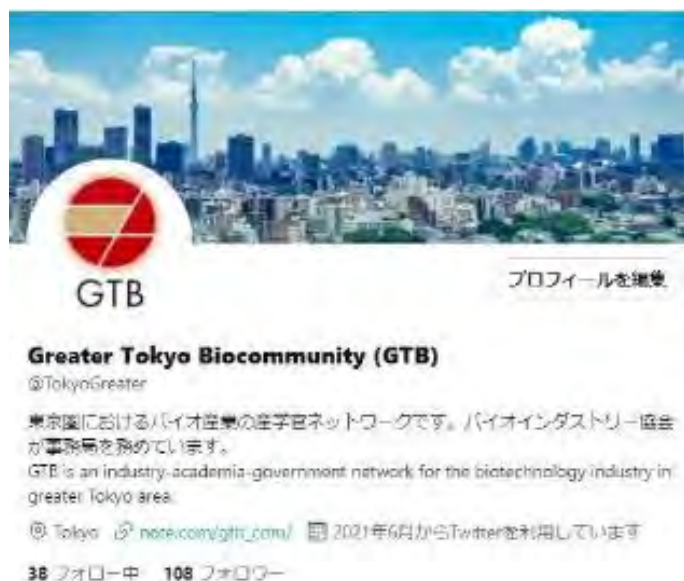 GTB
プロフィールを編集
Greater Tokyo Biocommunity (GTB)
@TokyoGreater
東京圏におけるバイオ産業の産学官ネットワークです。バイオインダストリー協会
が事務局を務めています。
GTB is an industry-academia-government network for the biotechnology industry in
greater Tokyo area.
Tokyo note.com/gtb_com/ 2021年6月からTwitterを利用しています
38 フォロー中 108 フォロワー